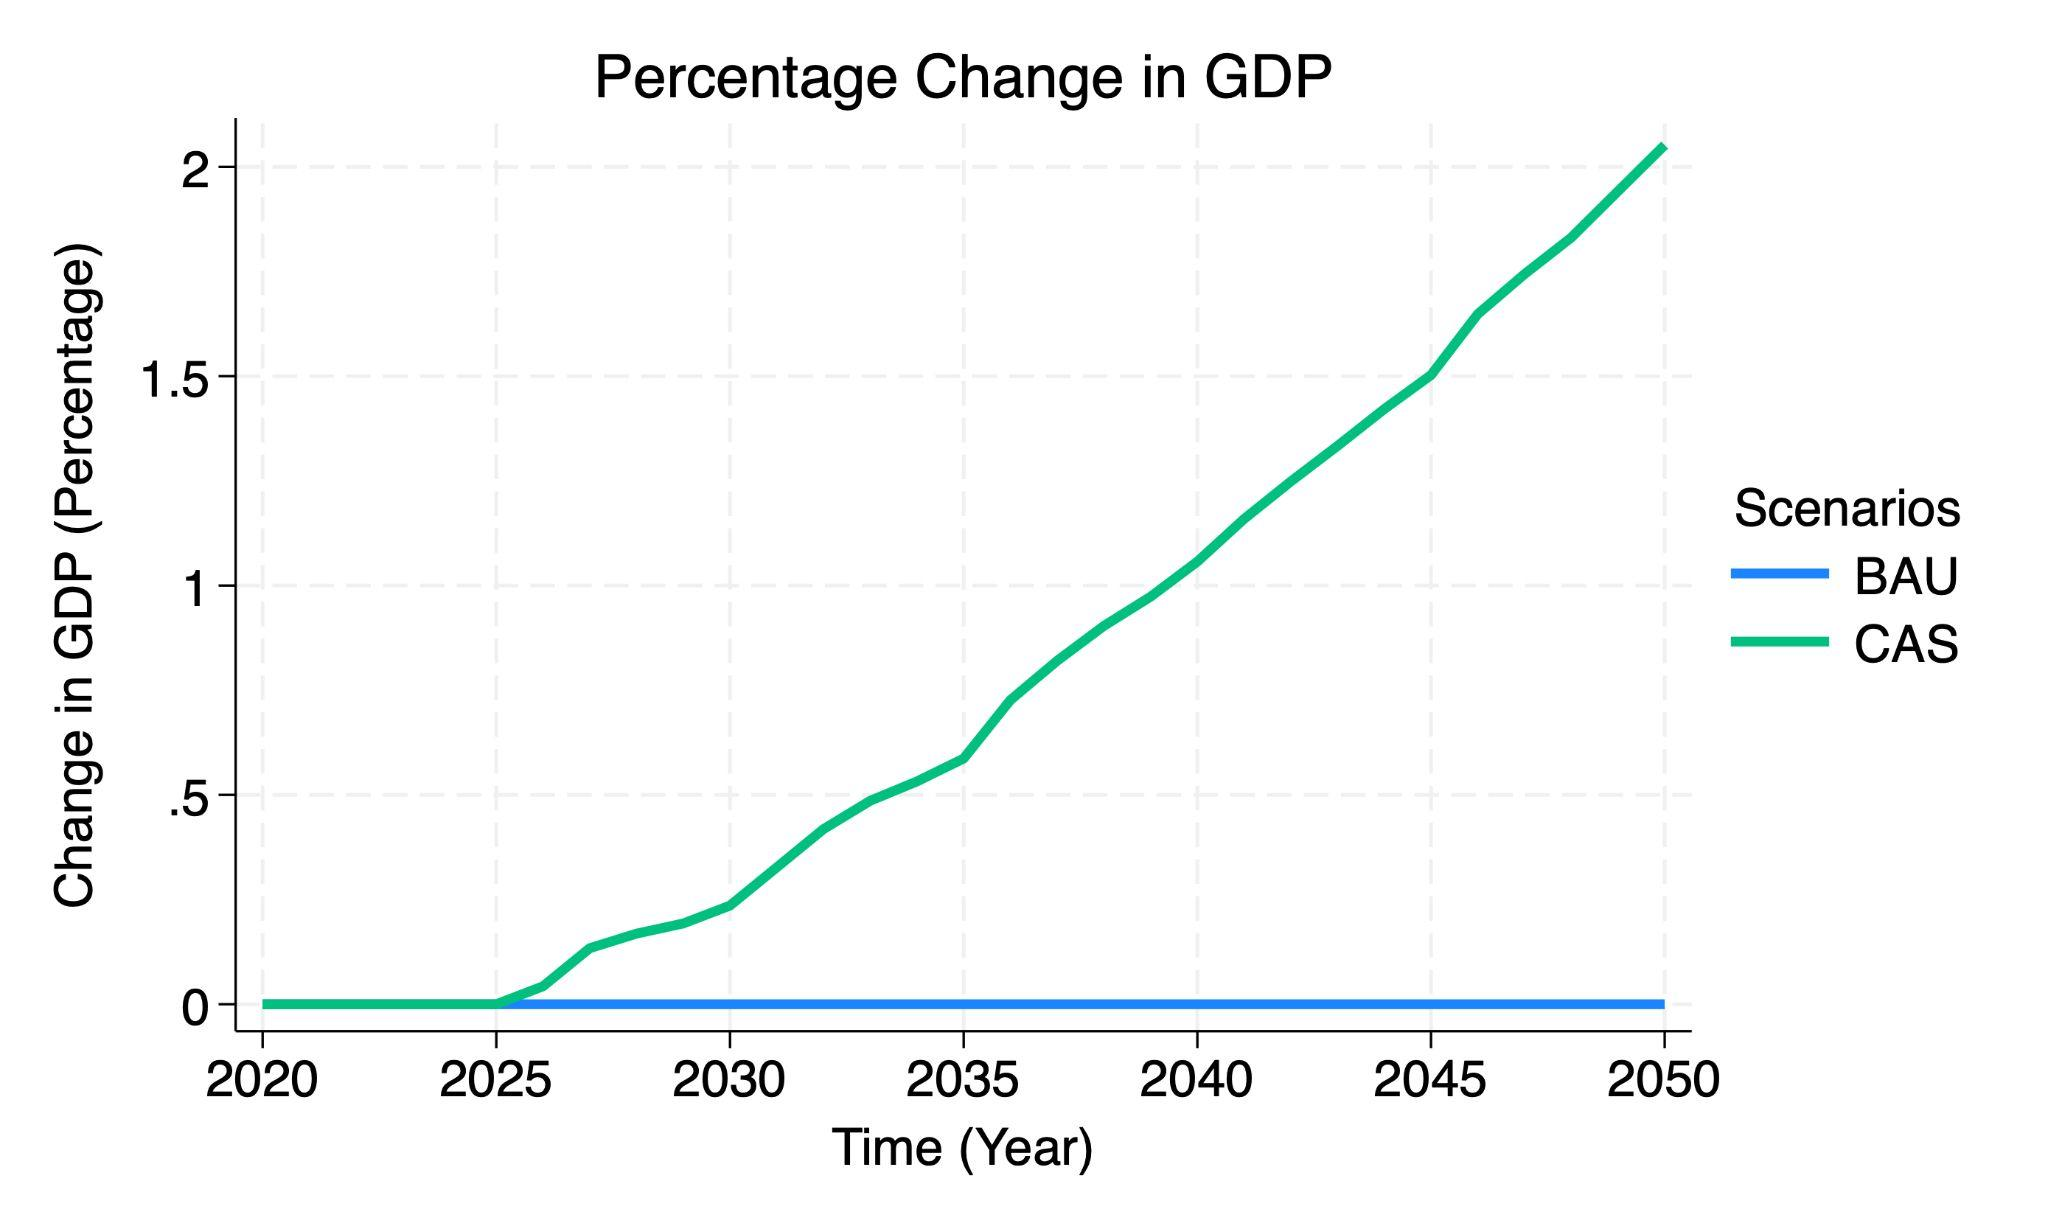 Percentage Change in GDP
Change in GDP (Percentage)
2
1.5
1
.5
0
2020 2025 2030 2035 2040 2045 2050
Time (Year)
Scenarios
BAU
CAS